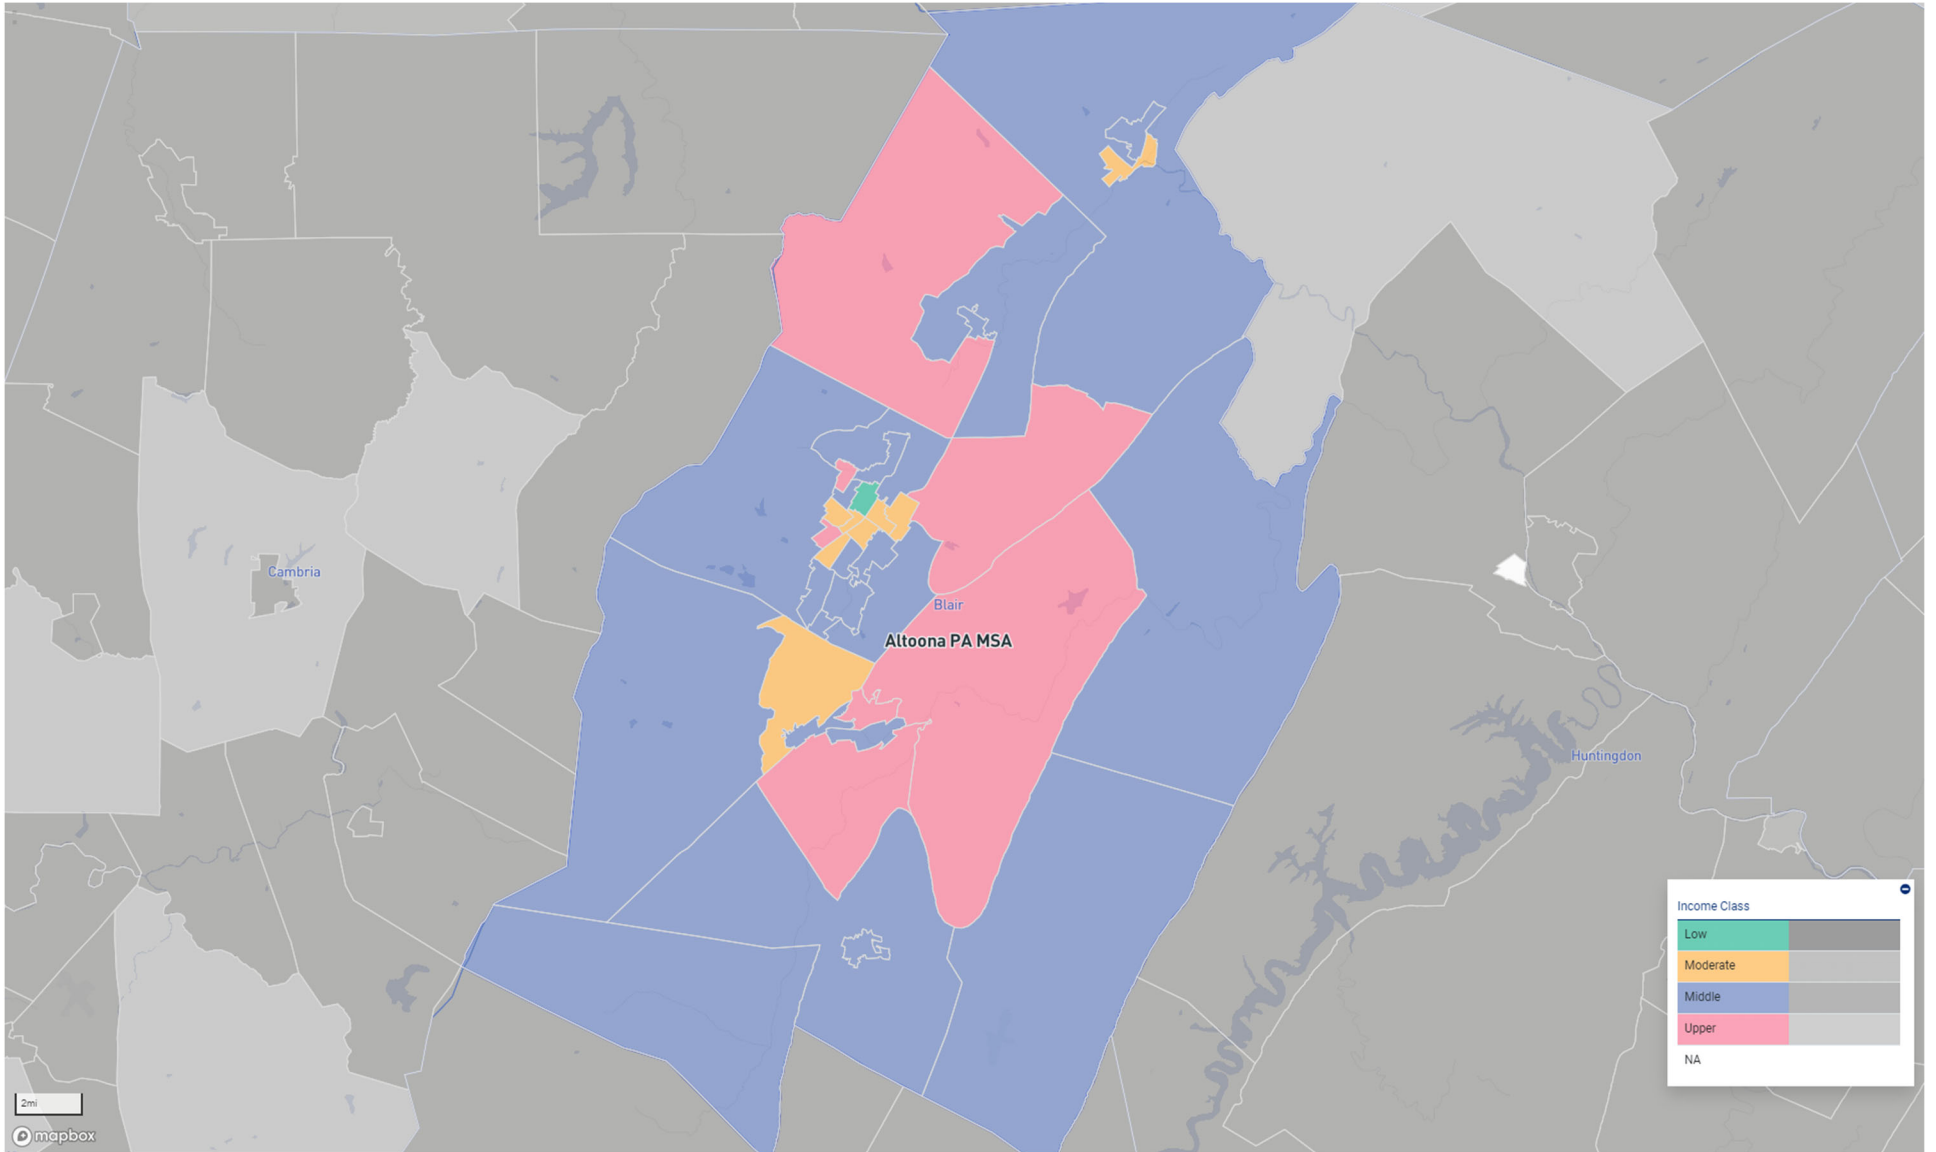 Cambria
Blair
Altoona PA MSA
Huntingdon
Income Class
Low
Moderate
Middle
Upper
NA
2mi
mapbox